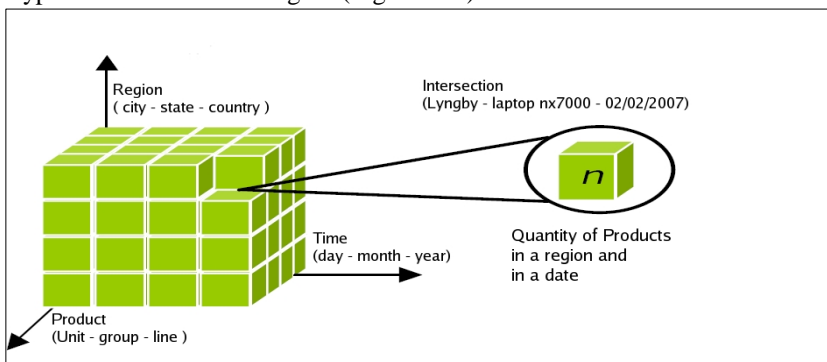 Region
( city - state - country )
Intersection
(Lyngby - laptop nx7000 - 02/02/2007)
n
Time
(day - month - year)
Quantity of Products
in a region and
in a date
Product
(Unit - group - line )